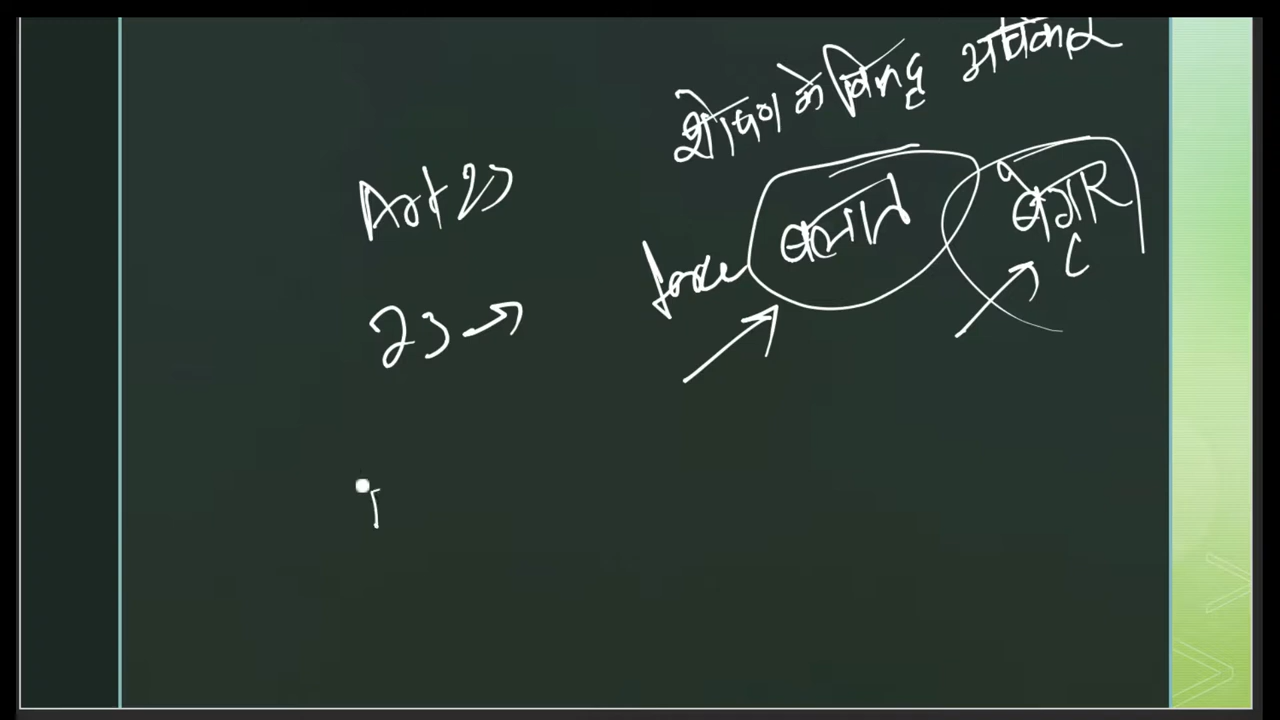 शोषण के विरुद्ध अधिकार
Art 23
force बलात बेगार
23 →